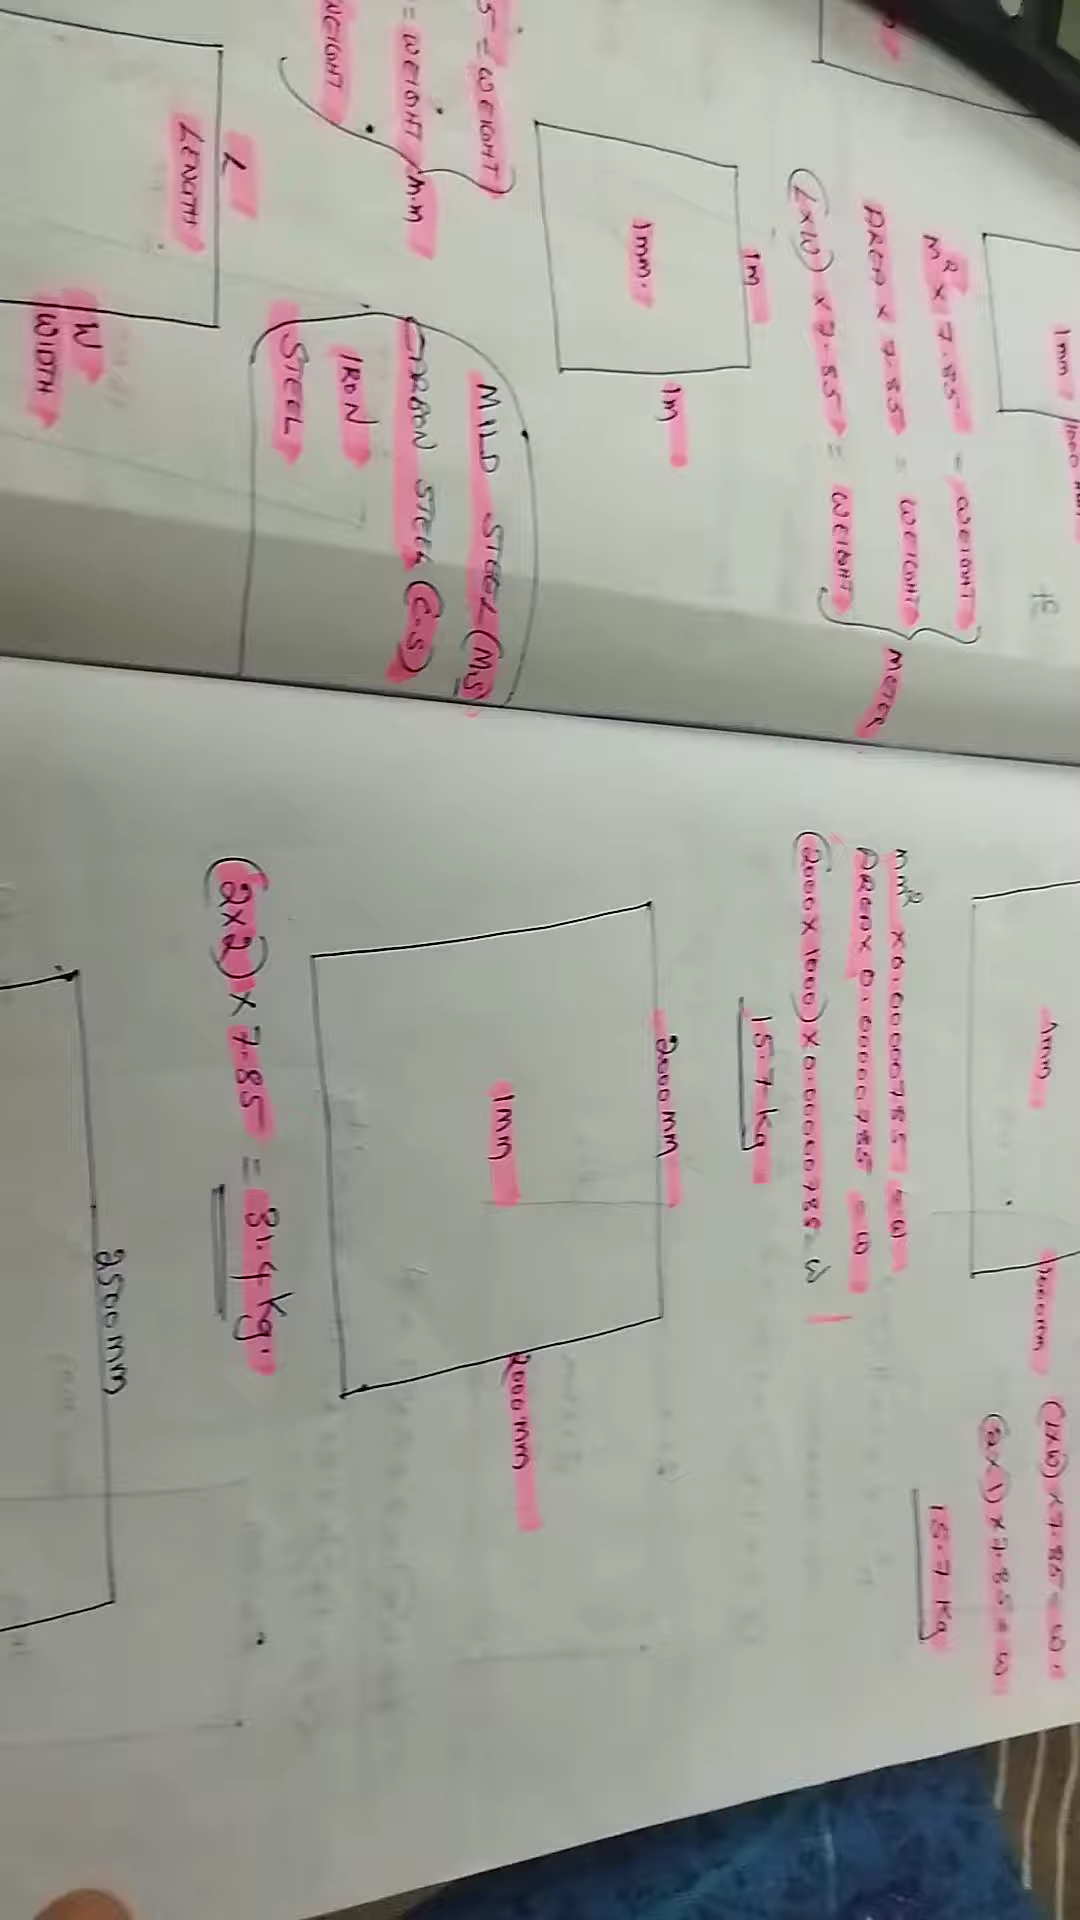 1mm
M² x 7.85 = WEIGHT
AREA x 7.85 = WEIGHT
(LxW) x 7.85 = WEIGHT
METER
1M
1mm.
1M
5 = WEIGHT
= WEIGHT
M.M
MILD STEEL (MS)
CARBON STEEL (C.S)
IRON
STEEL
L
LENGTH
W
WIDTH
1mm
1000mm
(LxW) x 7.85 = W.
(2x1) x 7.85 = W
15.7 Kg
mm² x 0.00000785 = W
AREA x 0.00000785 = W
(2000 x 1000) x 0.00000785 = W
15.7 kg
2000 mm
1mm
2000 mm
(2x2) x 7.85 = 31.4 kg.
2500 mm